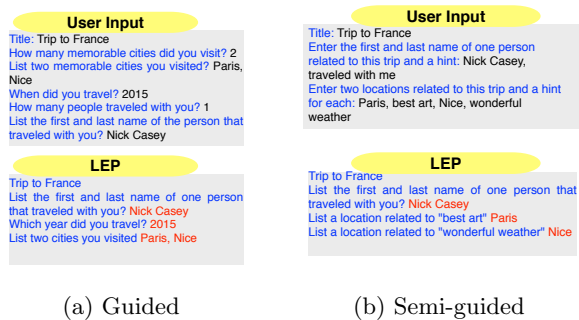 User Input
Title: Trip to France
How many memorable cities did you visit? 2
List two memorable cities you visited? Paris,
Nice
When did you travel? 2015
How many people traveled with you? 1
List the first and last name of the person that
traveled with you? Nick Casey
LEP
Trip to France
List the first and last name of one person
that traveled with you? Nick Casey
Which year did you travel? 2015
List two cities you visited Paris, Nice
(a) Guided
User Input
Title: Trip to France
Enter the first and last name of one person
related to this trip and a hint: Nick Casey,
traveled with me
Enter two locations related to this trip and a hint
for each: Paris, best art, Nice, wonderful
weather
LEP
Trip to France
List the first and last name of one person that
traveled with you? Nick Casey
List a location related to "best art" Paris
List a location related to "wonderful weather" Nice
(b) Semi-guided